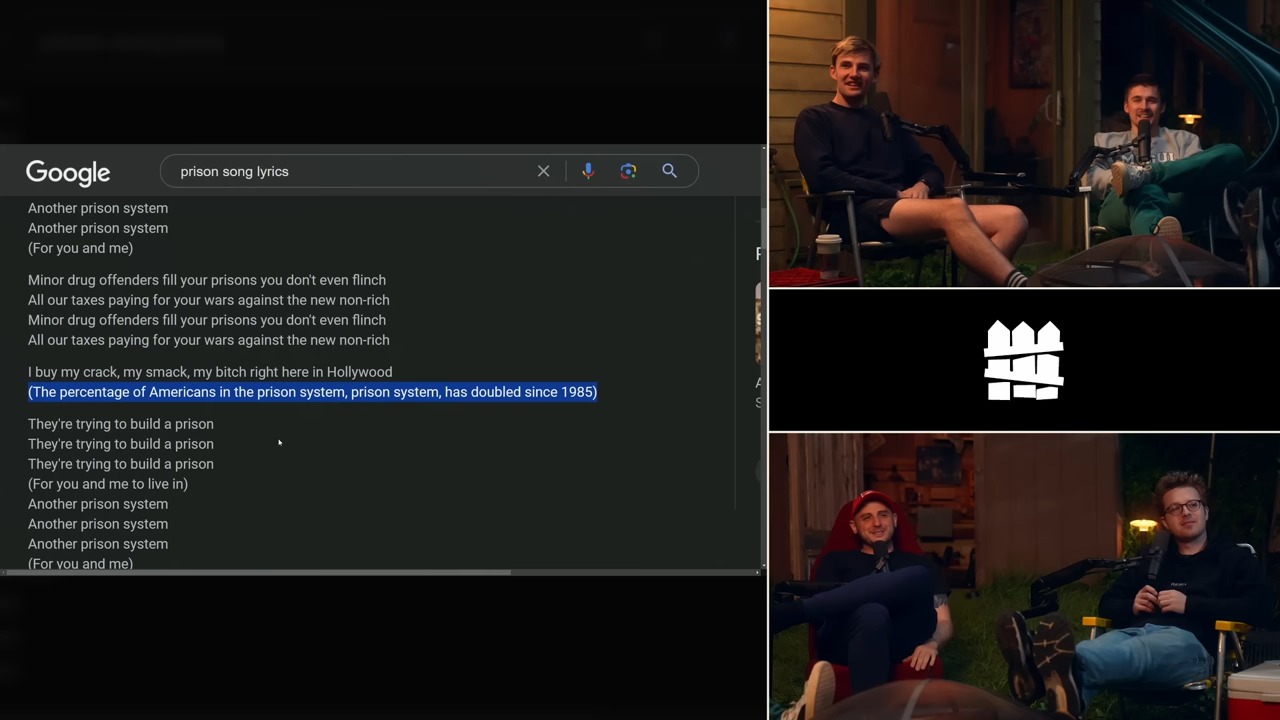 Google
prison song lyrics
Another prison system
Another prison system
(For you and me)
Minor drug offenders fill your prisons you don't even flinch
All our taxes paying for your wars against the new non-rich
Minor drug offenders fill your prisons you don't even flinch
All our taxes paying for your wars against the new non-rich
I buy my crack, my smack, my bitch right here in Hollywood
(The percentage of Americans in the prison system, prison system, has doubled since 1985)
They're trying to build a prison
They're trying to build a prison
They're trying to build a prison
(For you and me to live in)
Another prison system
Another prison system
Another prison system
(For you and me)